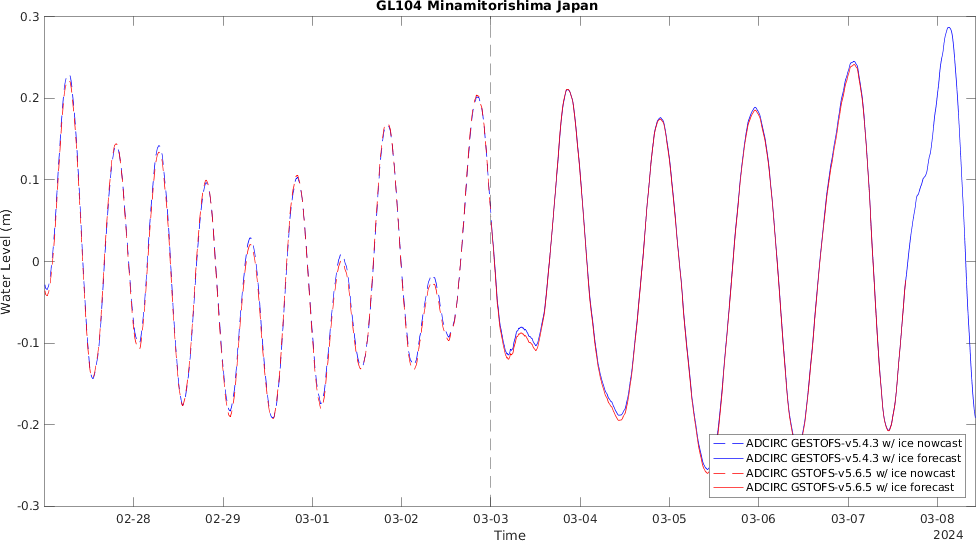 GL104 Minamitorishima Japan
0.3
0.2
0.1
0
-0.1
-0.2
-0.3
Water Level (m)
ADCIRC GESTOFS-v5.4.3 w/ ice nowcast
ADCIRC GESTOFS-v5.4.3 w/ ice forecast
ADCIRC GSTOFS-v5.6.5 w/ ice nowcast
ADCIRC GSTOFS-v5.6.5 w/ ice forecast
02-28 02-29 03-01 03-02 03-03 03-04 03-05 03-06 03-07 03-08
Time 2024